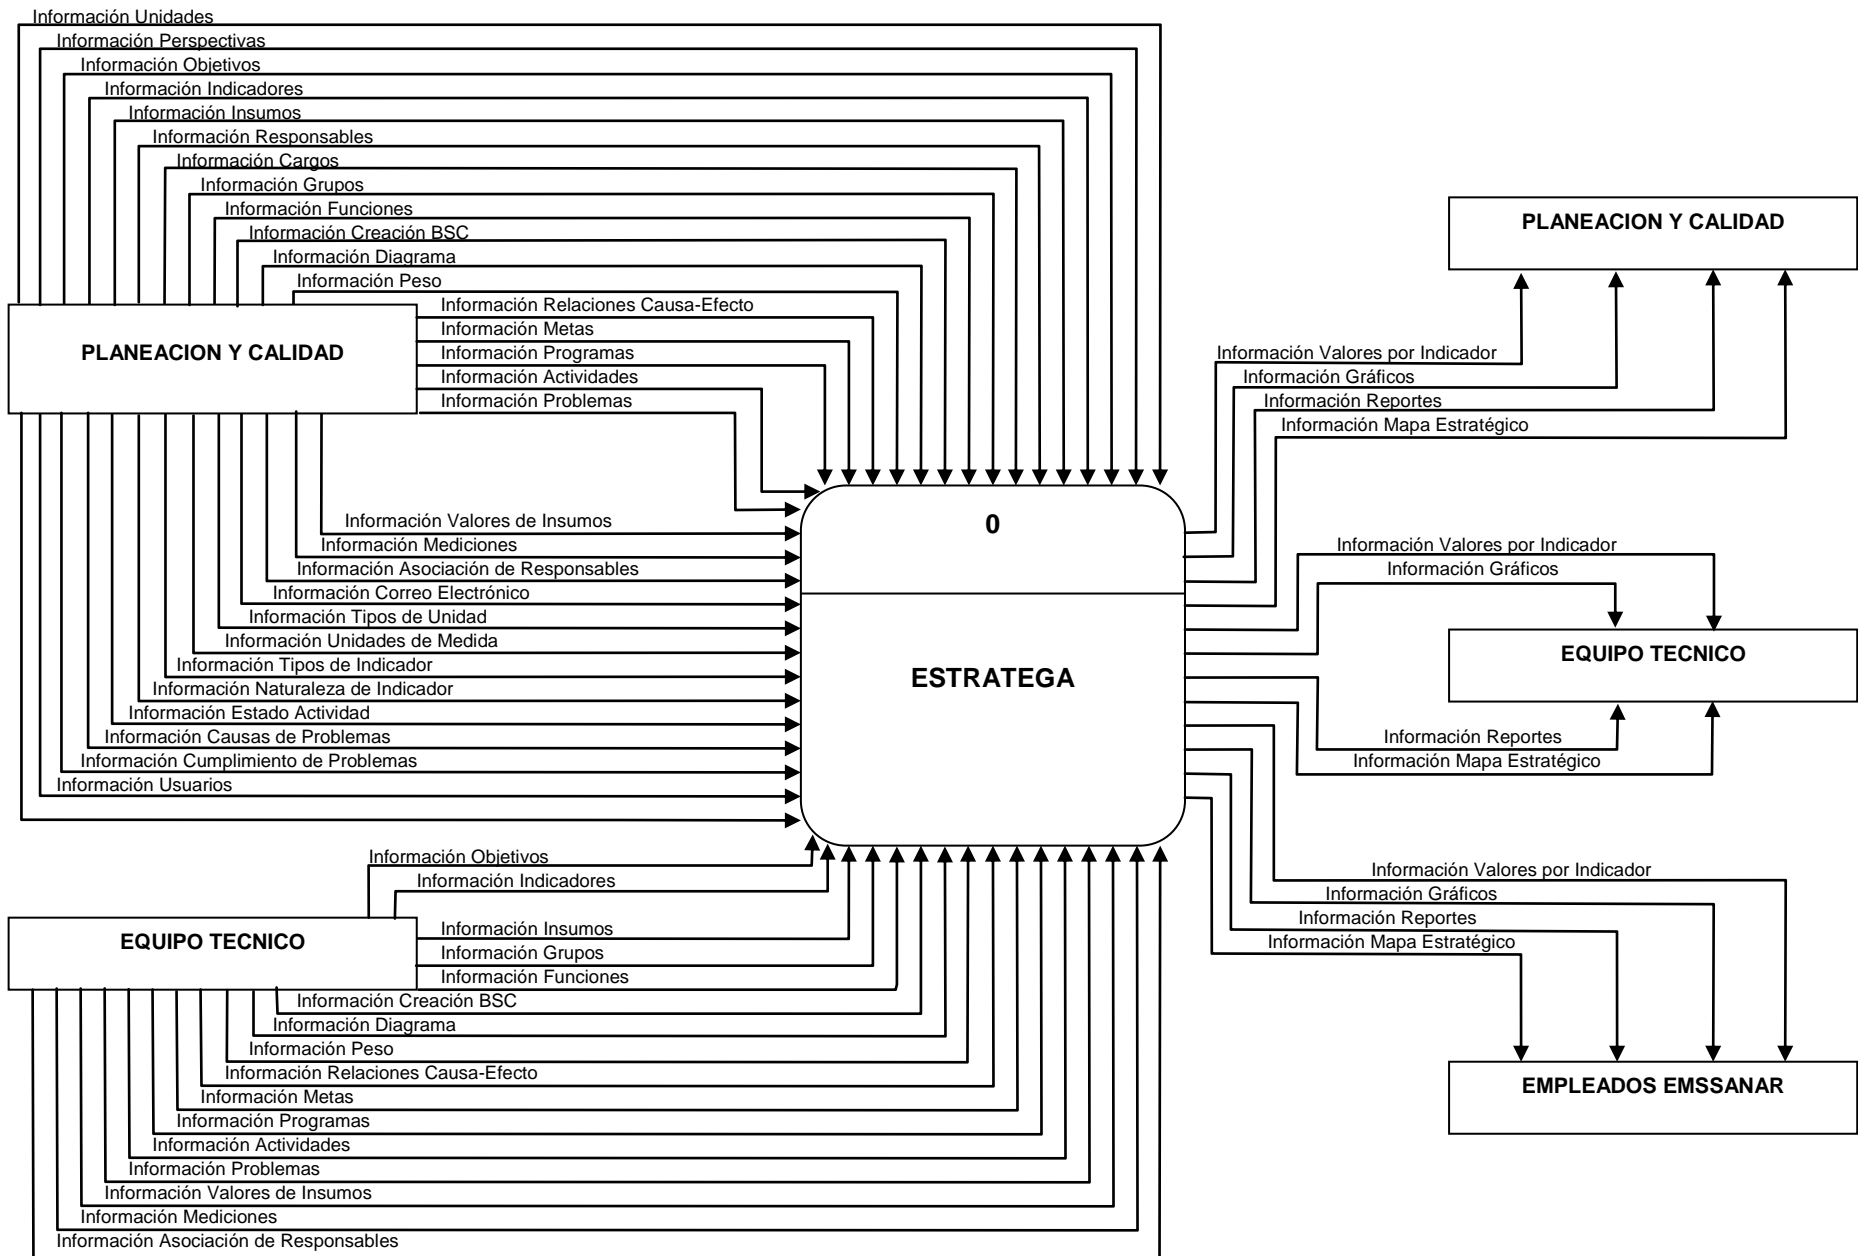 Información Unidades
Información Perspectivas
Información Objetivos
Información Indicadores
Información Insumos
Información Responsables
Información Cargos
Información Grupos
Información Funciones
Información Creación BSC
Información Diagrama
Información Peso
Información Relaciones Causa-Efecto
Información Metas
Información Programas
Información Actividades
Información Problemas
PLANEACION Y CALIDAD
Información Valores de Insumos
Información Mediciones
Información Asociación de Responsables
Información Correo Electrónico
Información Tipos de Unidad
Información Unidades de Medida
Información Tipos de Indicador
Información Naturaleza de Indicador
Información Estado Actividad
Información Causas de Problemas
Información Cumplimiento de Problemas
Información Usuarios
0
ESTRATEGA
Información Objetivos
Información Indicadores
EQUIPO TECNICO
Información Insumos
Información Grupos
Información Funciones
Información Creación BSC
Información Diagrama
Información Peso
Información Relaciones Causa-Efecto
Información Metas
Información Programas
Información Actividades
Información Problemas
Información Valores de Insumos
Información Mediciones
Información Asociación de Responsables
PLANEACION Y CALIDAD
Información Valores por Indicador
Información Gráficos
Información Reportes
Información Mapa Estratégico
Información Valores por Indicador
Información Gráficos
EQUIPO TECNICO
Información Reportes
Información Mapa Estratégico
Información Valores por Indicador
Información Gráficos
Información Reportes
Información Mapa Estratégico
EMPLEADOS EMSSANAR